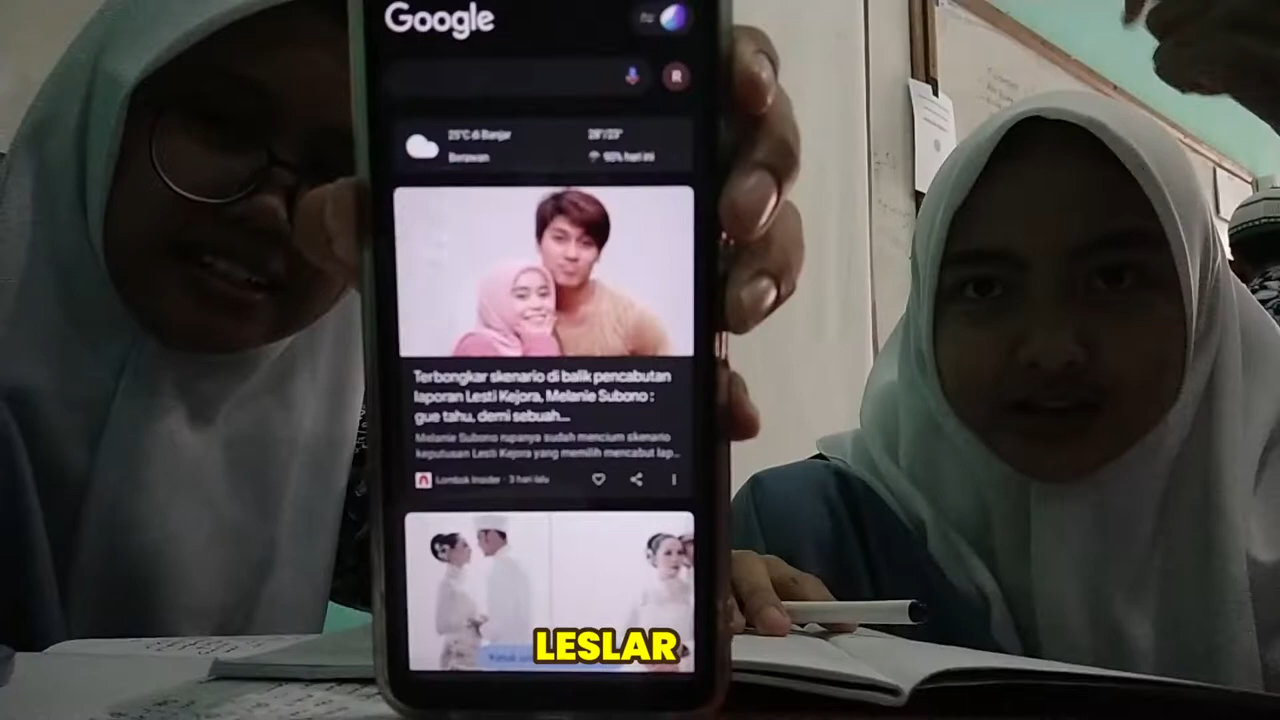 Google
R
25°C di Banjar
28°/23°
Berawan
90% hari ini
Terbongkar skenario di balik pencabutan
laporan Lesti Kejora, Melanie Subono :
gue tahu, demi sebuah...
Melanie Subono rupanya sudah mencium skenario
keputusan Lesti Kejora yang memilih mencabut lap...
Lombok Insider · 3 hari lalu
LESLAR